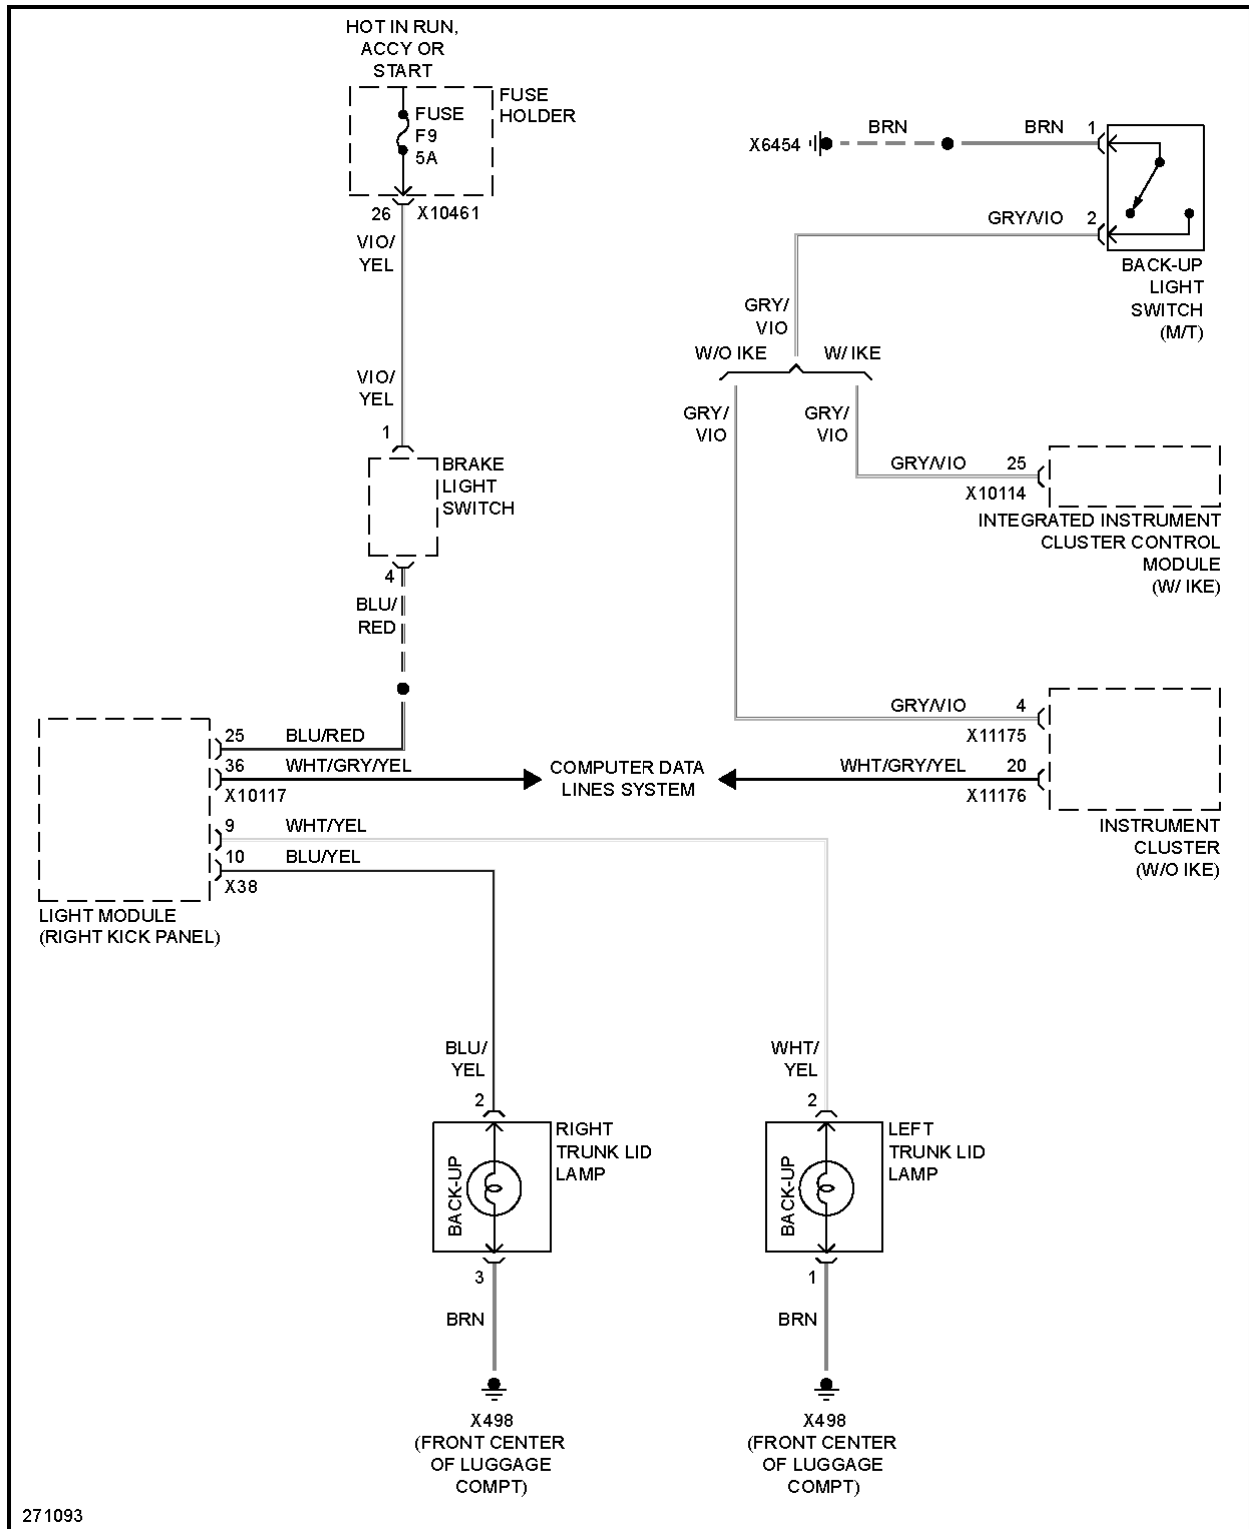 HOT IN RUN,
ACCY OR
START
FUSE
HOLDER
FUSE
F9
5A
26
X10461
VIO/
YEL
VIO/
YEL
1
BRAKE
LIGHT
SWITCH
4
BLU/
RED
X6454
BRN
BRN
1
GRY/VIO
2
BACK-UP
LIGHT
SWITCH
(M/T)
GRY/
VIO
W/O IKE
W/ IKE
GRY/
VIO
GRY/
VIO
GRY/VIO
25
X10114
INTEGRATED INSTRUMENT
CLUSTER CONTROL
MODULE
(W/ IKE)
GRY/VIO
4
X11175
WHT/GRY/YEL
20
X11176
INSTRUMENT
CLUSTER
(W/O IKE)
25
BLU/RED
36
WHT/GRY/YEL
X10117
COMPUTER DATA
LINES SYSTEM
9
WHT/YEL
10
BLU/YEL
X38
LIGHT MODULE
(RIGHT KICK PANEL)
BLU/
YEL
2
BACK-UP
RIGHT
TRUNK LID
LAMP
3
BRN
X498
(FRONT CENTER
OF LUGGAGE
COMPT)
WHT/
YEL
2
BACK-UP
LEFT
TRUNK LID
LAMP
1
BRN
X498
(FRONT CENTER
OF LUGGAGE
COMPT)
271093